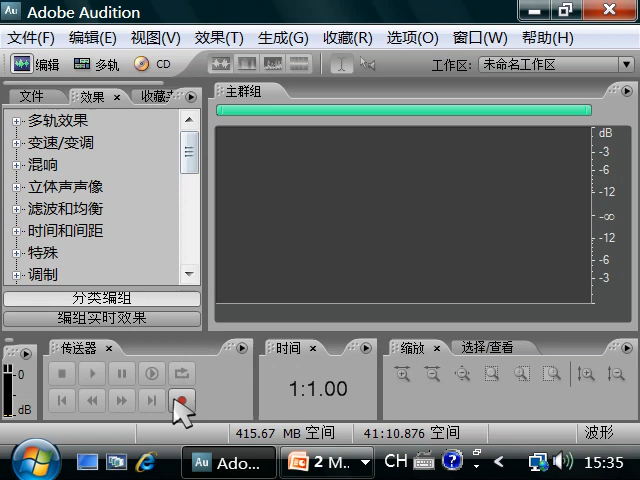 Au Adobe Audition
文件(F) 编辑(E) 视图(V) 效果(T) 生成(G) 收藏(R) 选项(O) 窗口(W) 帮助(H)
编辑 多轨 CD 工作区: 未命名工作区
文件 效果 × 收藏 主群组
多轨效果
变速/变调
混响
立体声声像
滤波和均衡
时间和间距
特殊
调制
分类编组
编组实时效果
dB
-3
-6
-12
-∞
-12
-6
-3
传送器 × 时间 × 缩放 × 选择/查看
-0
dB
1:1.00
415.67 MB 空间 41:10.876 空间 波形
Au Ado... 2 M... CH 15:35